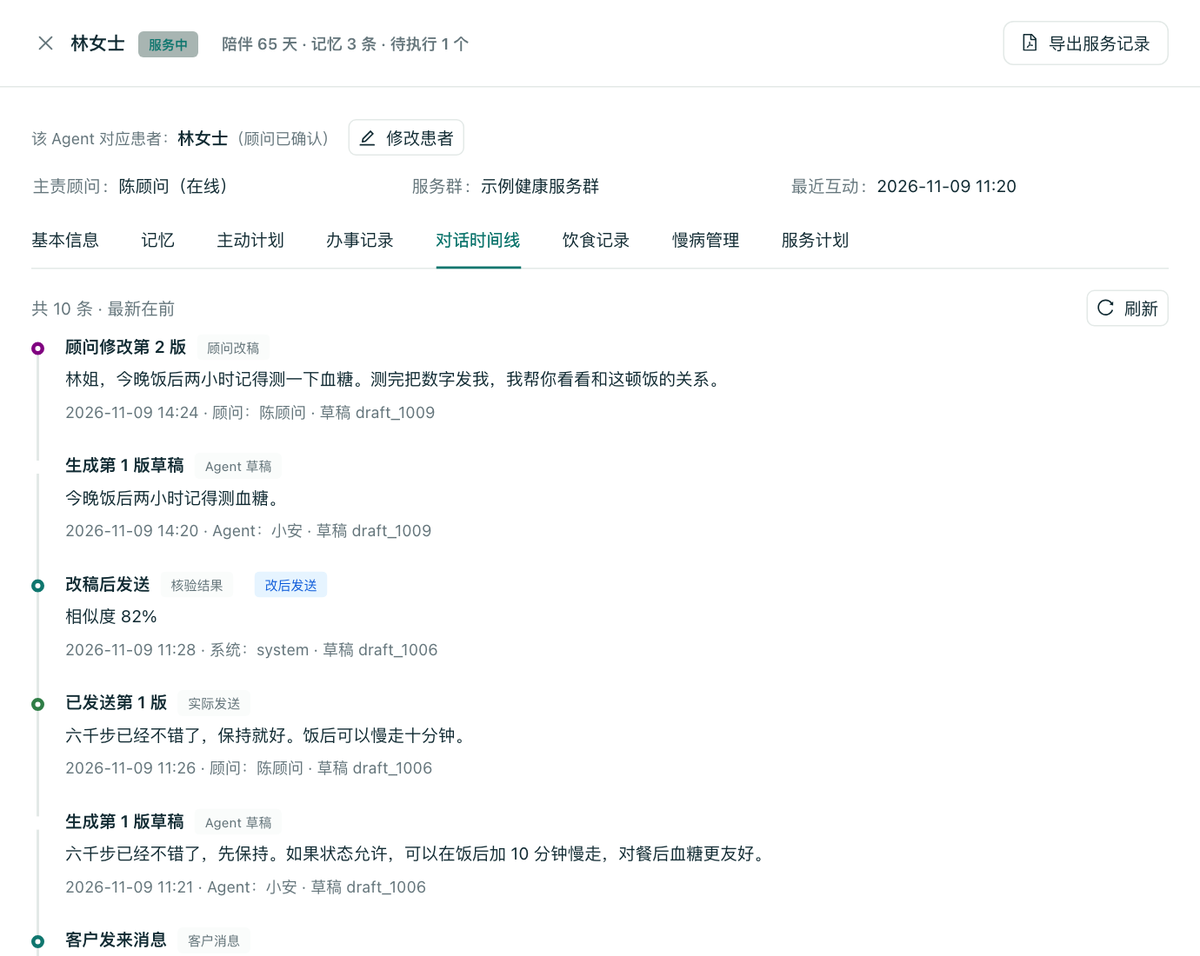 林女士 服务中 陪伴 65 天 · 记忆 3 条 · 待执行 1 个 导出服务记录
该 Agent 对应患者：林女士（顾问已确认） 修改患者
主责顾问：陈顾问（在线） 服务群：示例健康服务群 最近互动：2026-11-09 11:20
基本信息 记忆 主动计划 办事记录 对话时间线 饮食记录 慢病管理 服务计划
共 10 条 · 最新在前 刷新
顾问修改第 2 版 顾问改稿
林姐，今晚饭后两小时记得测一下血糖。测完把数字发我，我帮你看看和这顿饭的关系。
2026-11-09 14:24 · 顾问：陈顾问 · 草稿 draft_1009
生成第 1 版草稿 Agent 草稿
今晚饭后两小时记得测血糖。
2026-11-09 14:20 · Agent：小安 · 草稿 draft_1009
改稿后发送 核验结果 改后发送
相似度 82%
2026-11-09 11:28 · 系统：system · 草稿 draft_1006
已发送第 1 版 实际发送
六千步已经不错了，保持就好。饭后可以慢走十分钟。
2026-11-09 11:26 · 顾问：陈顾问 · 草稿 draft_1006
生成第 1 版草稿 Agent 草稿
六千步已经不错了，先保持。如果状态允许，可以在饭后加 10 分钟慢走，对餐后血糖更友好。
2026-11-09 11:21 · Agent：小安 · 草稿 draft_1006
客户发来消息 客户消息